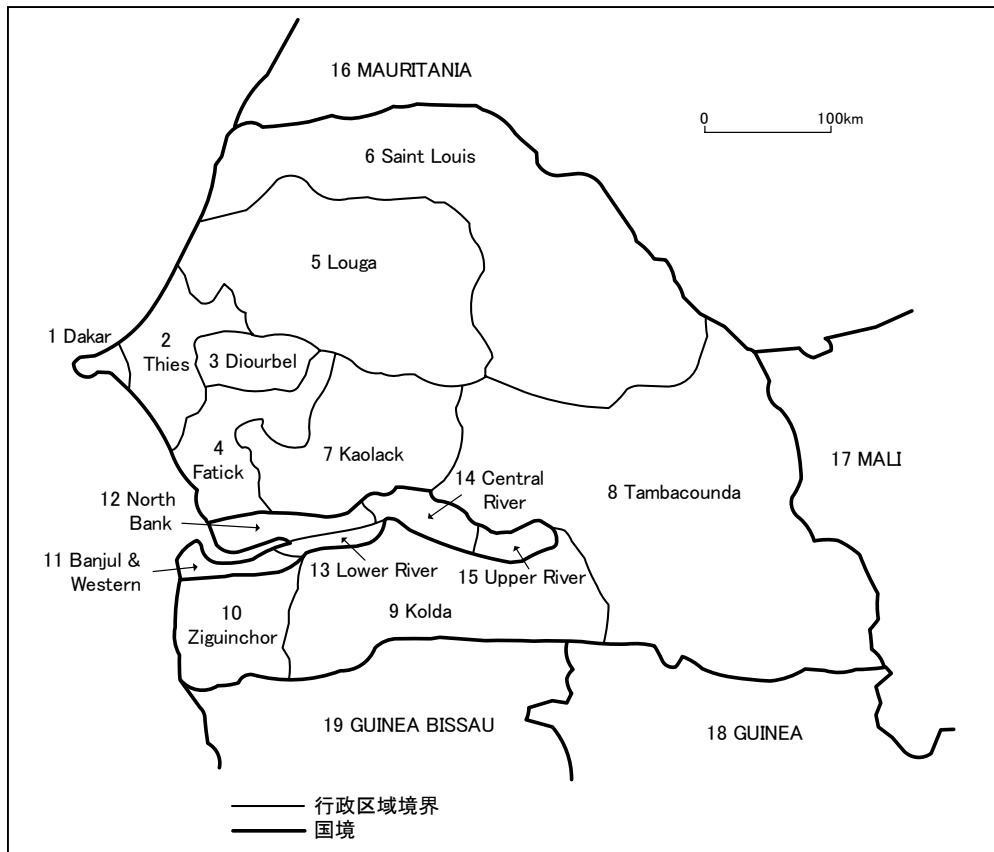 16 MAURITANIA
0 100km
6 Saint Louis
5 Louga
1 Dakar
2
Thies
3 Diourbel
4
Fatick
7 Kaolack
17 MALI
14 Central
River
8 Tambacounda
12 North
Bank
11 Banjul &
Western
13 Lower River
15 Upper River
10
Ziguinchor
9 Kolda
19 GUINEA BISSAU
18 GUINEA
行政区域境界
国境